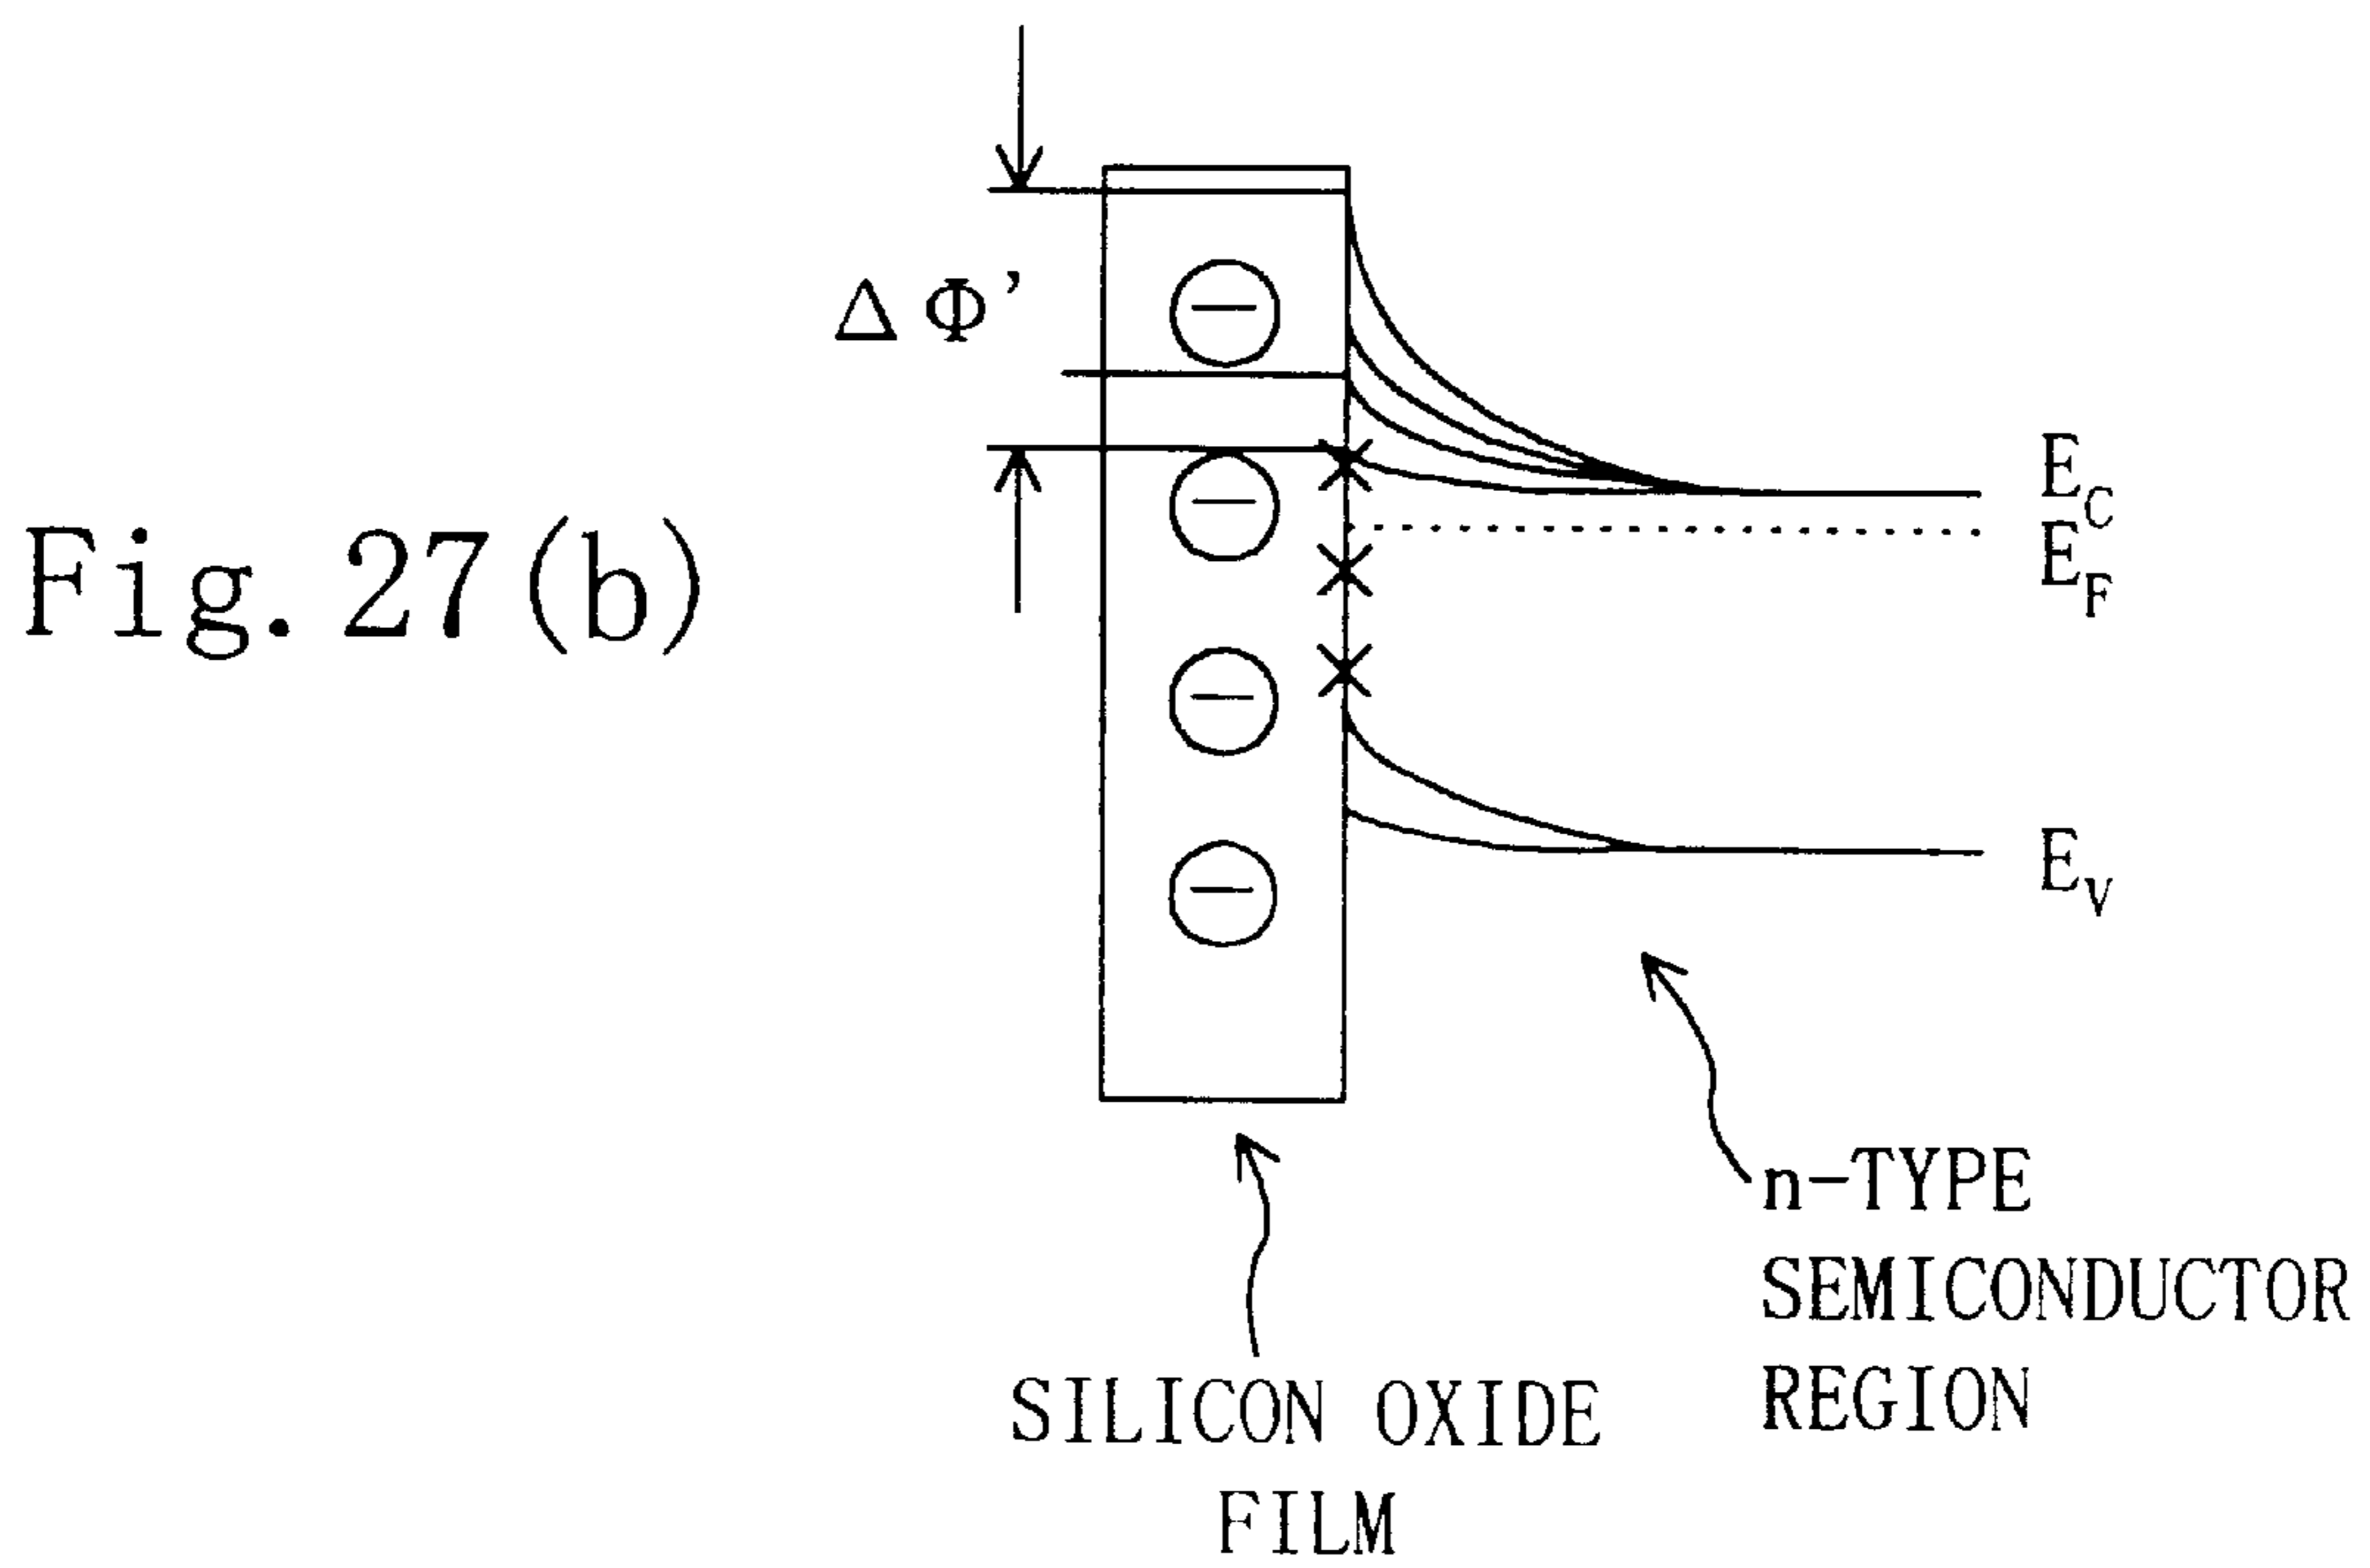 ΔΦ'
Fig. 27(b)
E_C
E_F
E_V
n-TYPE
SEMICONDUCTOR
REGION
SILICON OXIDE
FILM